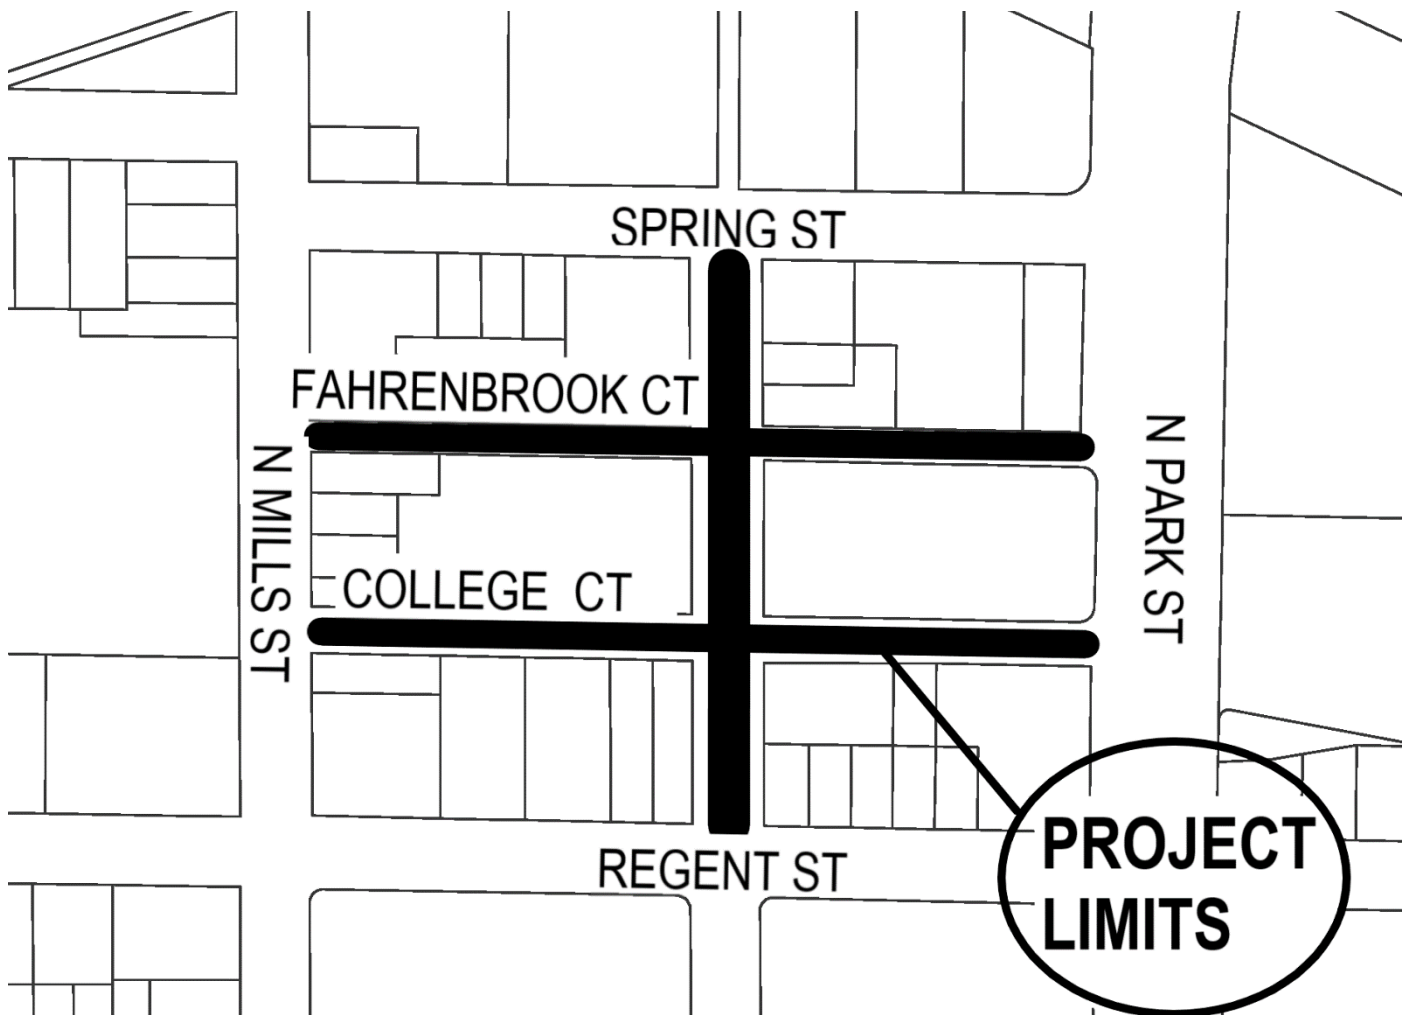 SPRING ST
FAHRENBROOK CT
N MILLS ST
N PARK ST
COLLEGE CT
REGENT ST
PROJECT
LIMITS